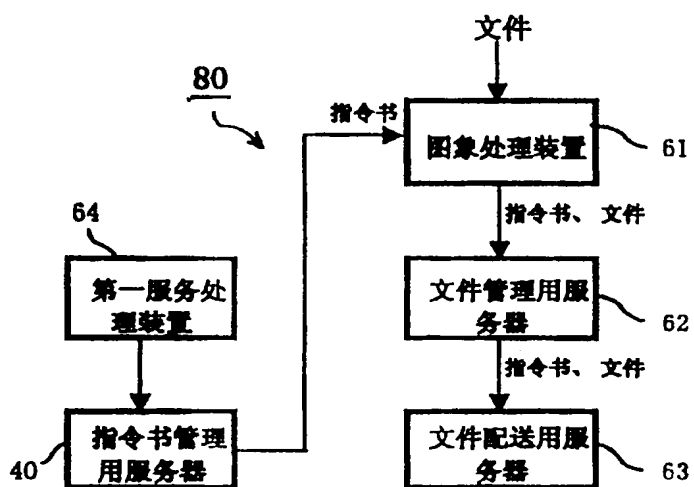 文件
80
指令书
图象处理装置
61
指令书、文件
64
第一服务处
理装置
文件管理用服
务器
62
指令书、文件
40
指令书管理
用服务器
文件配送用服
务器
63